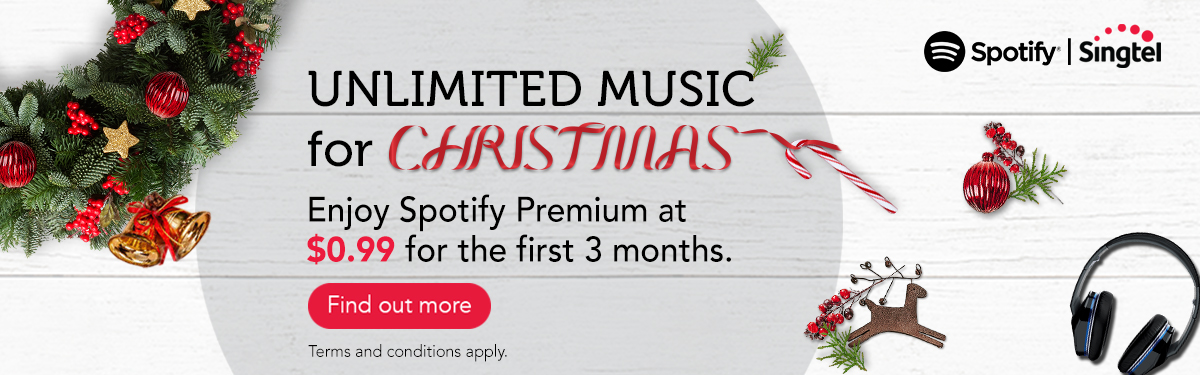 UNLIMITED MUSIC
for CHRISTMAS
Enjoy Spotify Premium at
$0.99 for the first 3 months.
Find out more
Terms and conditions apply.
Spotify | Singtel